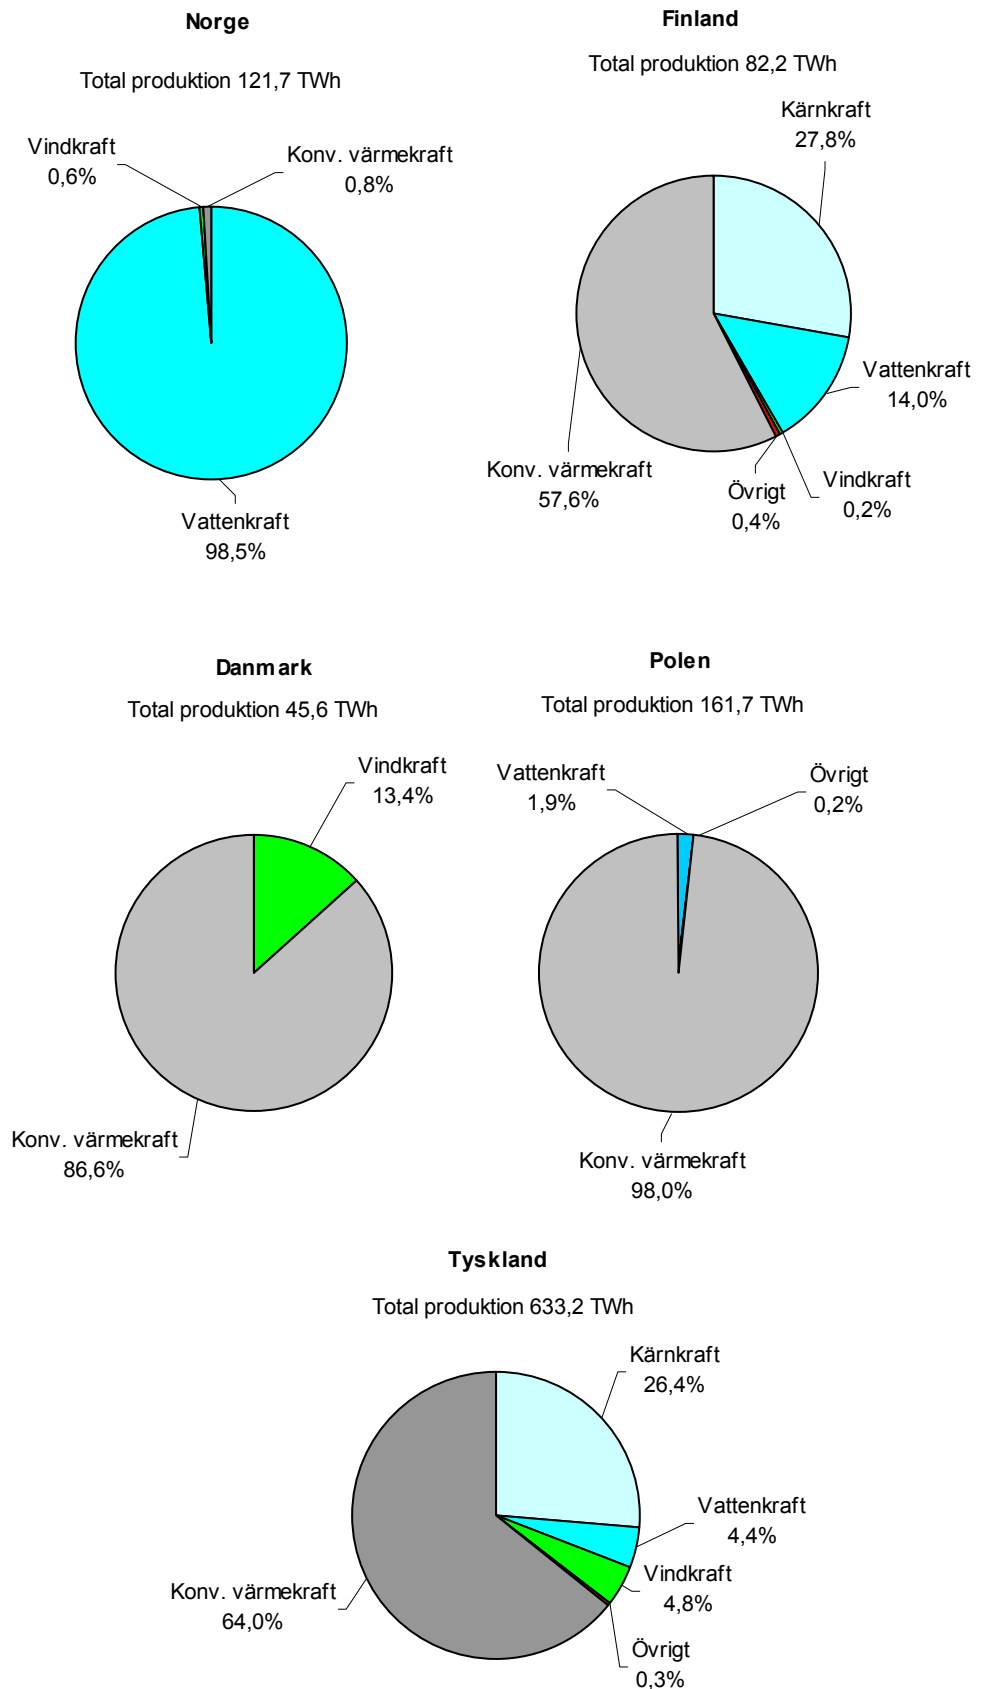 Norge
Total produktion 121,7 TWh
Vindkraft
0,6%
Konv. värmekraft
0,8%
Vattenkraft
98,5%
Finland
Total produktion 82,2 TWh
Kärnkraft
27,8%
Vattenkraft
14,0%
Vindkraft
0,2%
Övrigt
0,4%
Konv. värmekraft
57,6%
Danmark
Total produktion 45,6 TWh
Vindkraft
13,4%
Konv. värmekraft
86,6%
Polen
Total produktion 161,7 TWh
Vattenkraft
1,9%
Övrigt
0,2%
Konv. värmekraft
98,0%
Tyskland
Total produktion 633,2 TWh
Kärnkraft
26,4%
Vattenkraft
4,4%
Vindkraft
4,8%
Övrigt
0,3%
Konv. värmekraft
64,0%